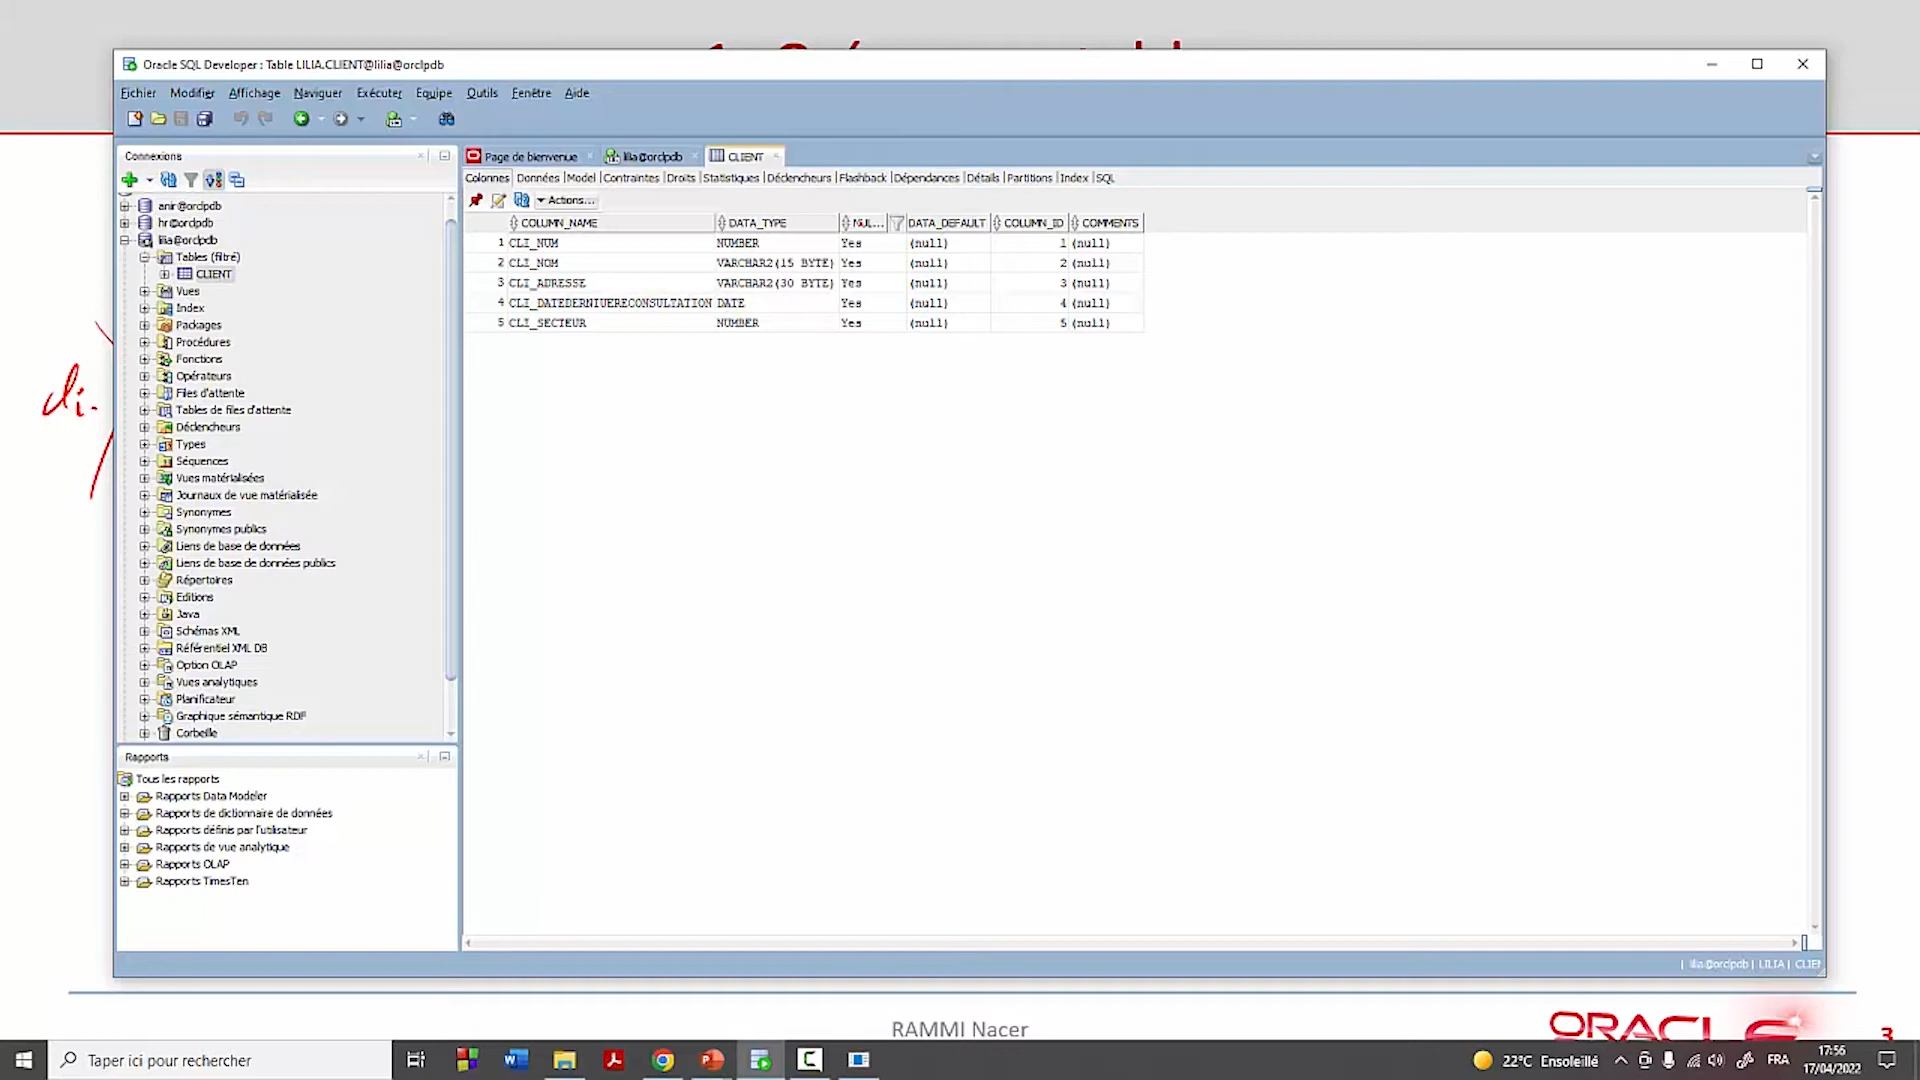 Oracle SQL Developer : Table LILIA.CLIENT@lilia@orclpdb
Fichier Modifier Affichage Naviguer Exécuter Equipe Outils Fenêtre Aide
Connexions
anir@orclpdb
hr@orclpdb
lilia@orclpdb
Tables (filtré)
CLIENT
Vues
Index
Packages
Procédures
Fonctions
Opérateurs
Files d'attente
Tables de files d'attente
Déclencheurs
Types
Séquences
Vues matérialisées
Journaux de vue matérialisée
Synonymes
Synonymes publics
Liens de base de données
Liens de base de données publics
Répertoires
Editions
Java
Schémas XML
Référentiel XML DB
Option OLAP
Vues analytiques
Planificateur
Graphique sémantique RDF
Corbeille
Rapports
Tous les rapports
Rapports Data Modeler
Rapports de dictionnaire de données
Rapports définis par l'utilisateur
Rapports de vue analytique
Rapports OLAP
Rapports TimesTen
Page de bienvenue lilia@orclpdb CLIENT
Colonnes Données Model Contraintes Droits Statistiques Déclencheurs Flashback Dépendances Détails Partitions Index SQL
Actions...
COLUMN_NAME DATA_TYPE NUL... DATA_DEFAULT COLUMN_ID COMMENTS
1 CLI_NUM NUMBER Yes (null) 1 (null)
2 CLI_NOM VARCHAR2(15 BYTE) Yes (null) 2 (null)
3 CLI_ADRESSE VARCHAR2(30 BYTE) Yes (null) 3 (null)
4 CLI_DATEDERNIUERECONSULTATION DATE Yes (null) 4 (null)
5 CLI_SECTEUR NUMBER Yes (null) 5 (null)
lilia@orclpdb | LILIA | CLIE
RAMMI Nacer
ORACLE
3
Taper ici pour rechercher
22°C Ensoleillé
FRA
17:56
17/04/2022